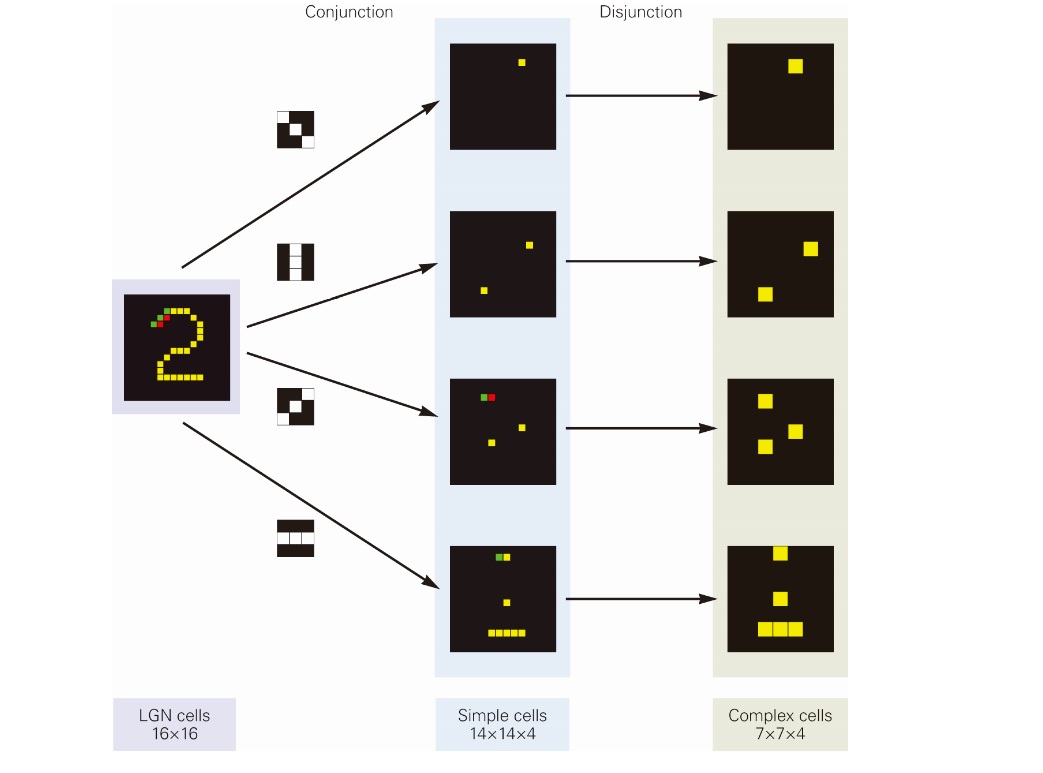 Conjunction
Disjunction
LGN cells
16×16
Simple cells
14×14×4
Complex cells
7×7×4